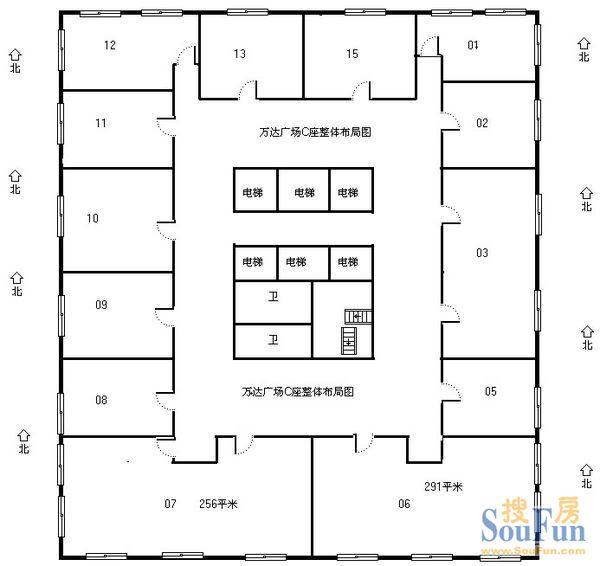 12
13
15
01
北
北
11
万达广场C座整体布局图
02
北
电梯 电梯 电梯
北
10
03
电梯 电梯 电梯
北
卫
09
北
卫
08
万达广场C座整体布局图
05
北
北
07 256平米
291平米
06
搜房
SouFun
www.SouFun.com